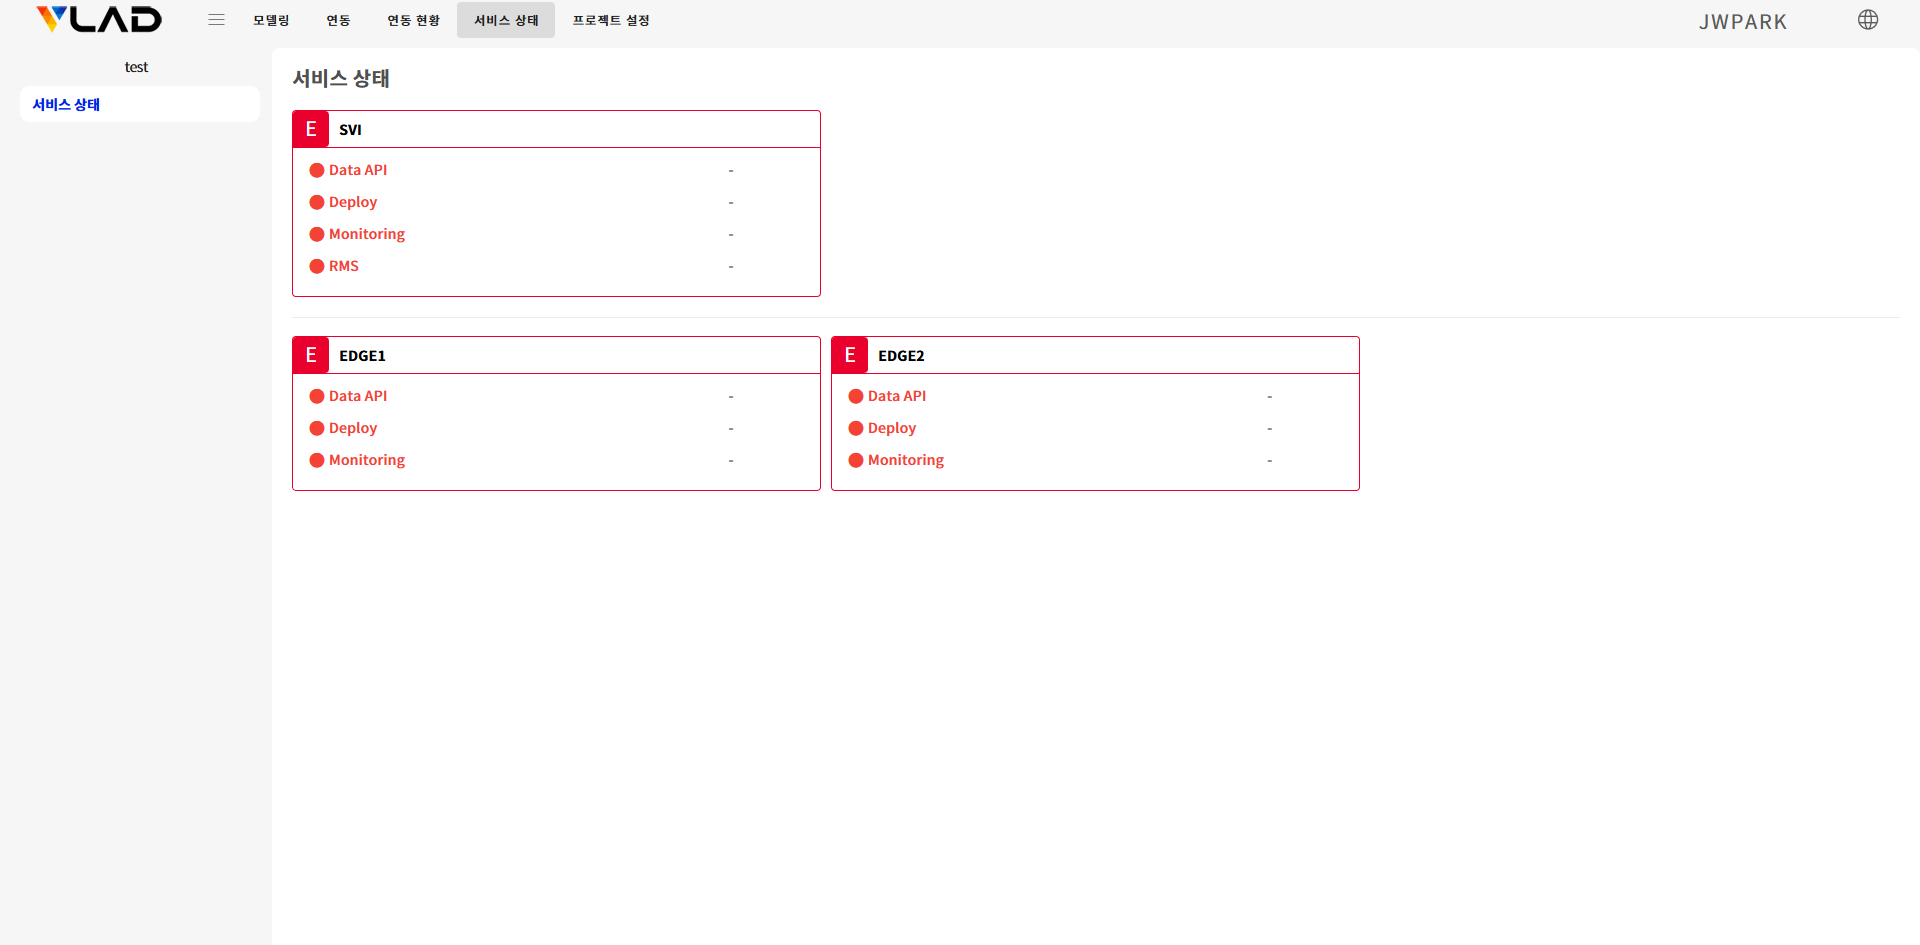 VLAD
모델링 연동 연동 현황 서비스 상태 프로젝트 설정 JWPARK
test
서비스 상태
서비스 상태
E SVI
Data API -
Deploy -
Monitoring -
RMS -
E EDGE1
Data API -
Deploy -
Monitoring -
E EDGE2
Data API -
Deploy -
Monitoring -